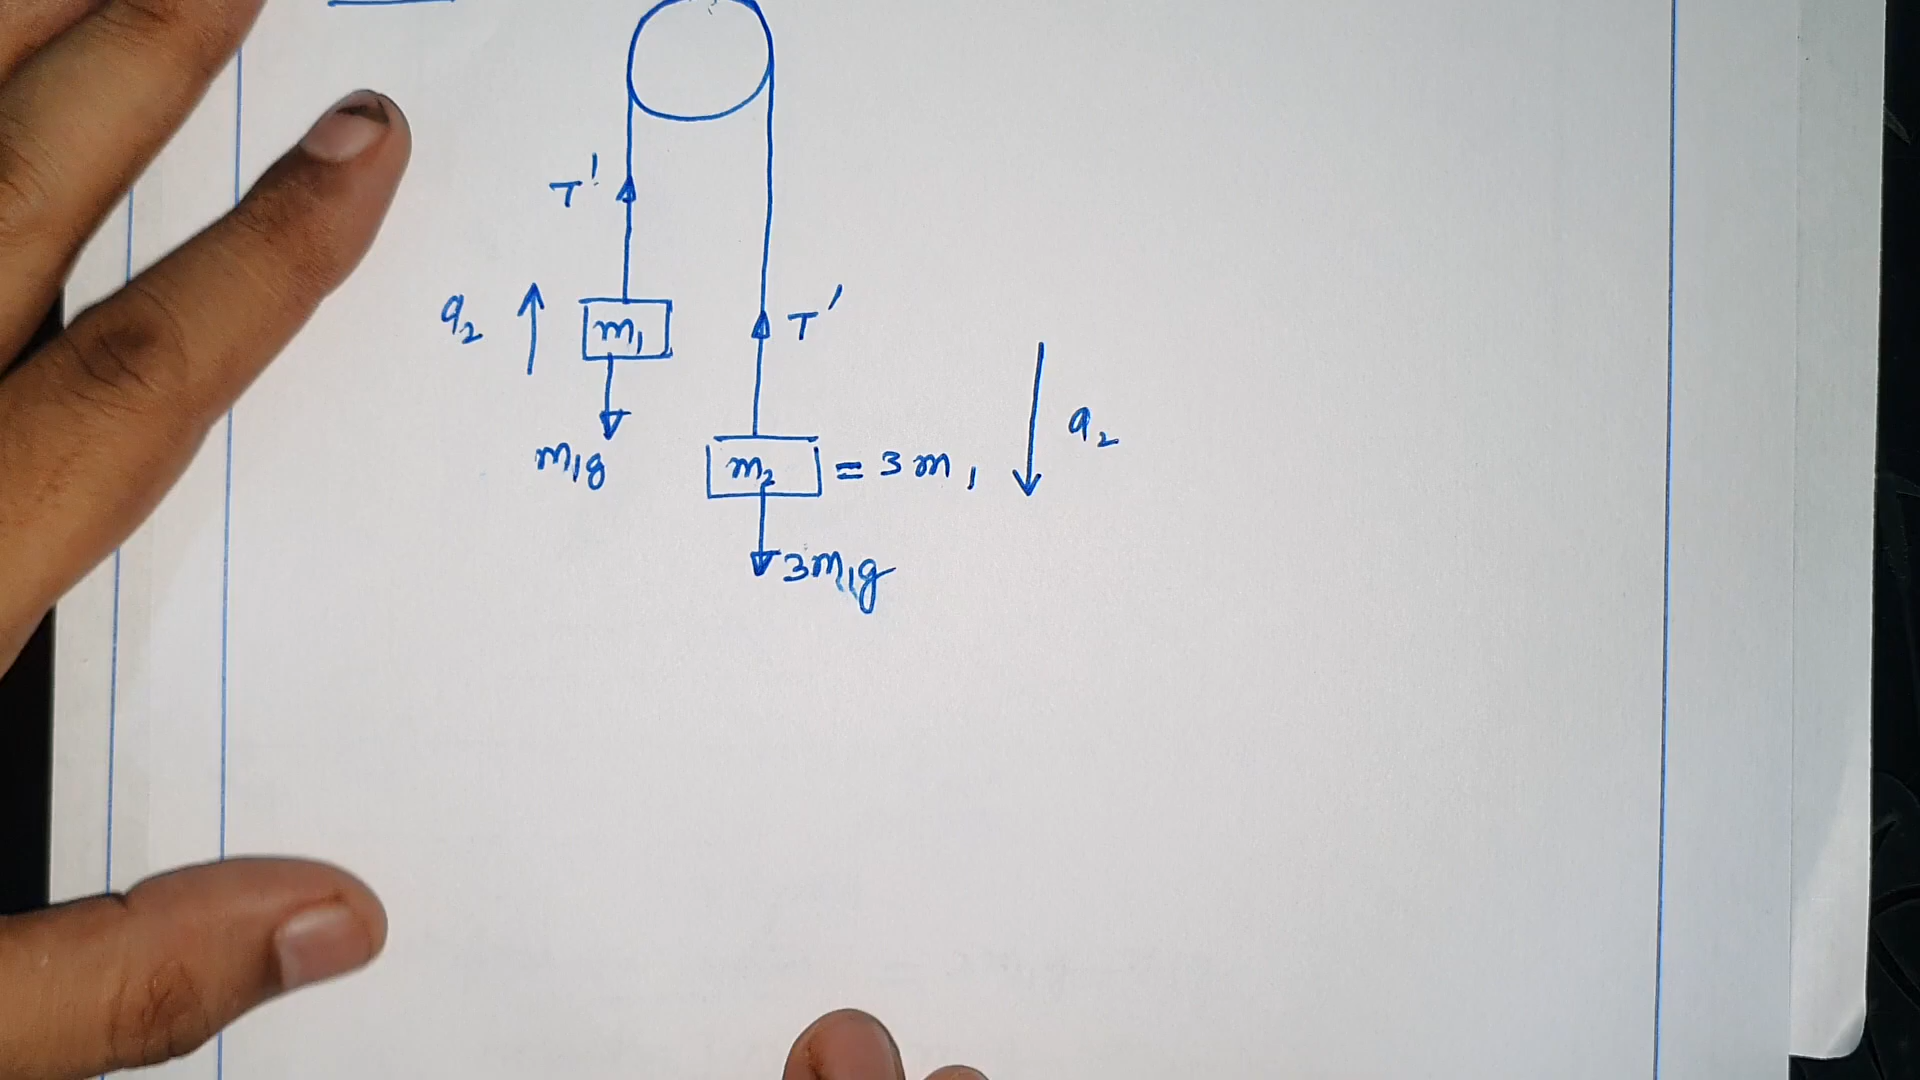 T'
a₂
m₁
T'
m₁g
m₂ = 3m₁
a₂
3m₁g